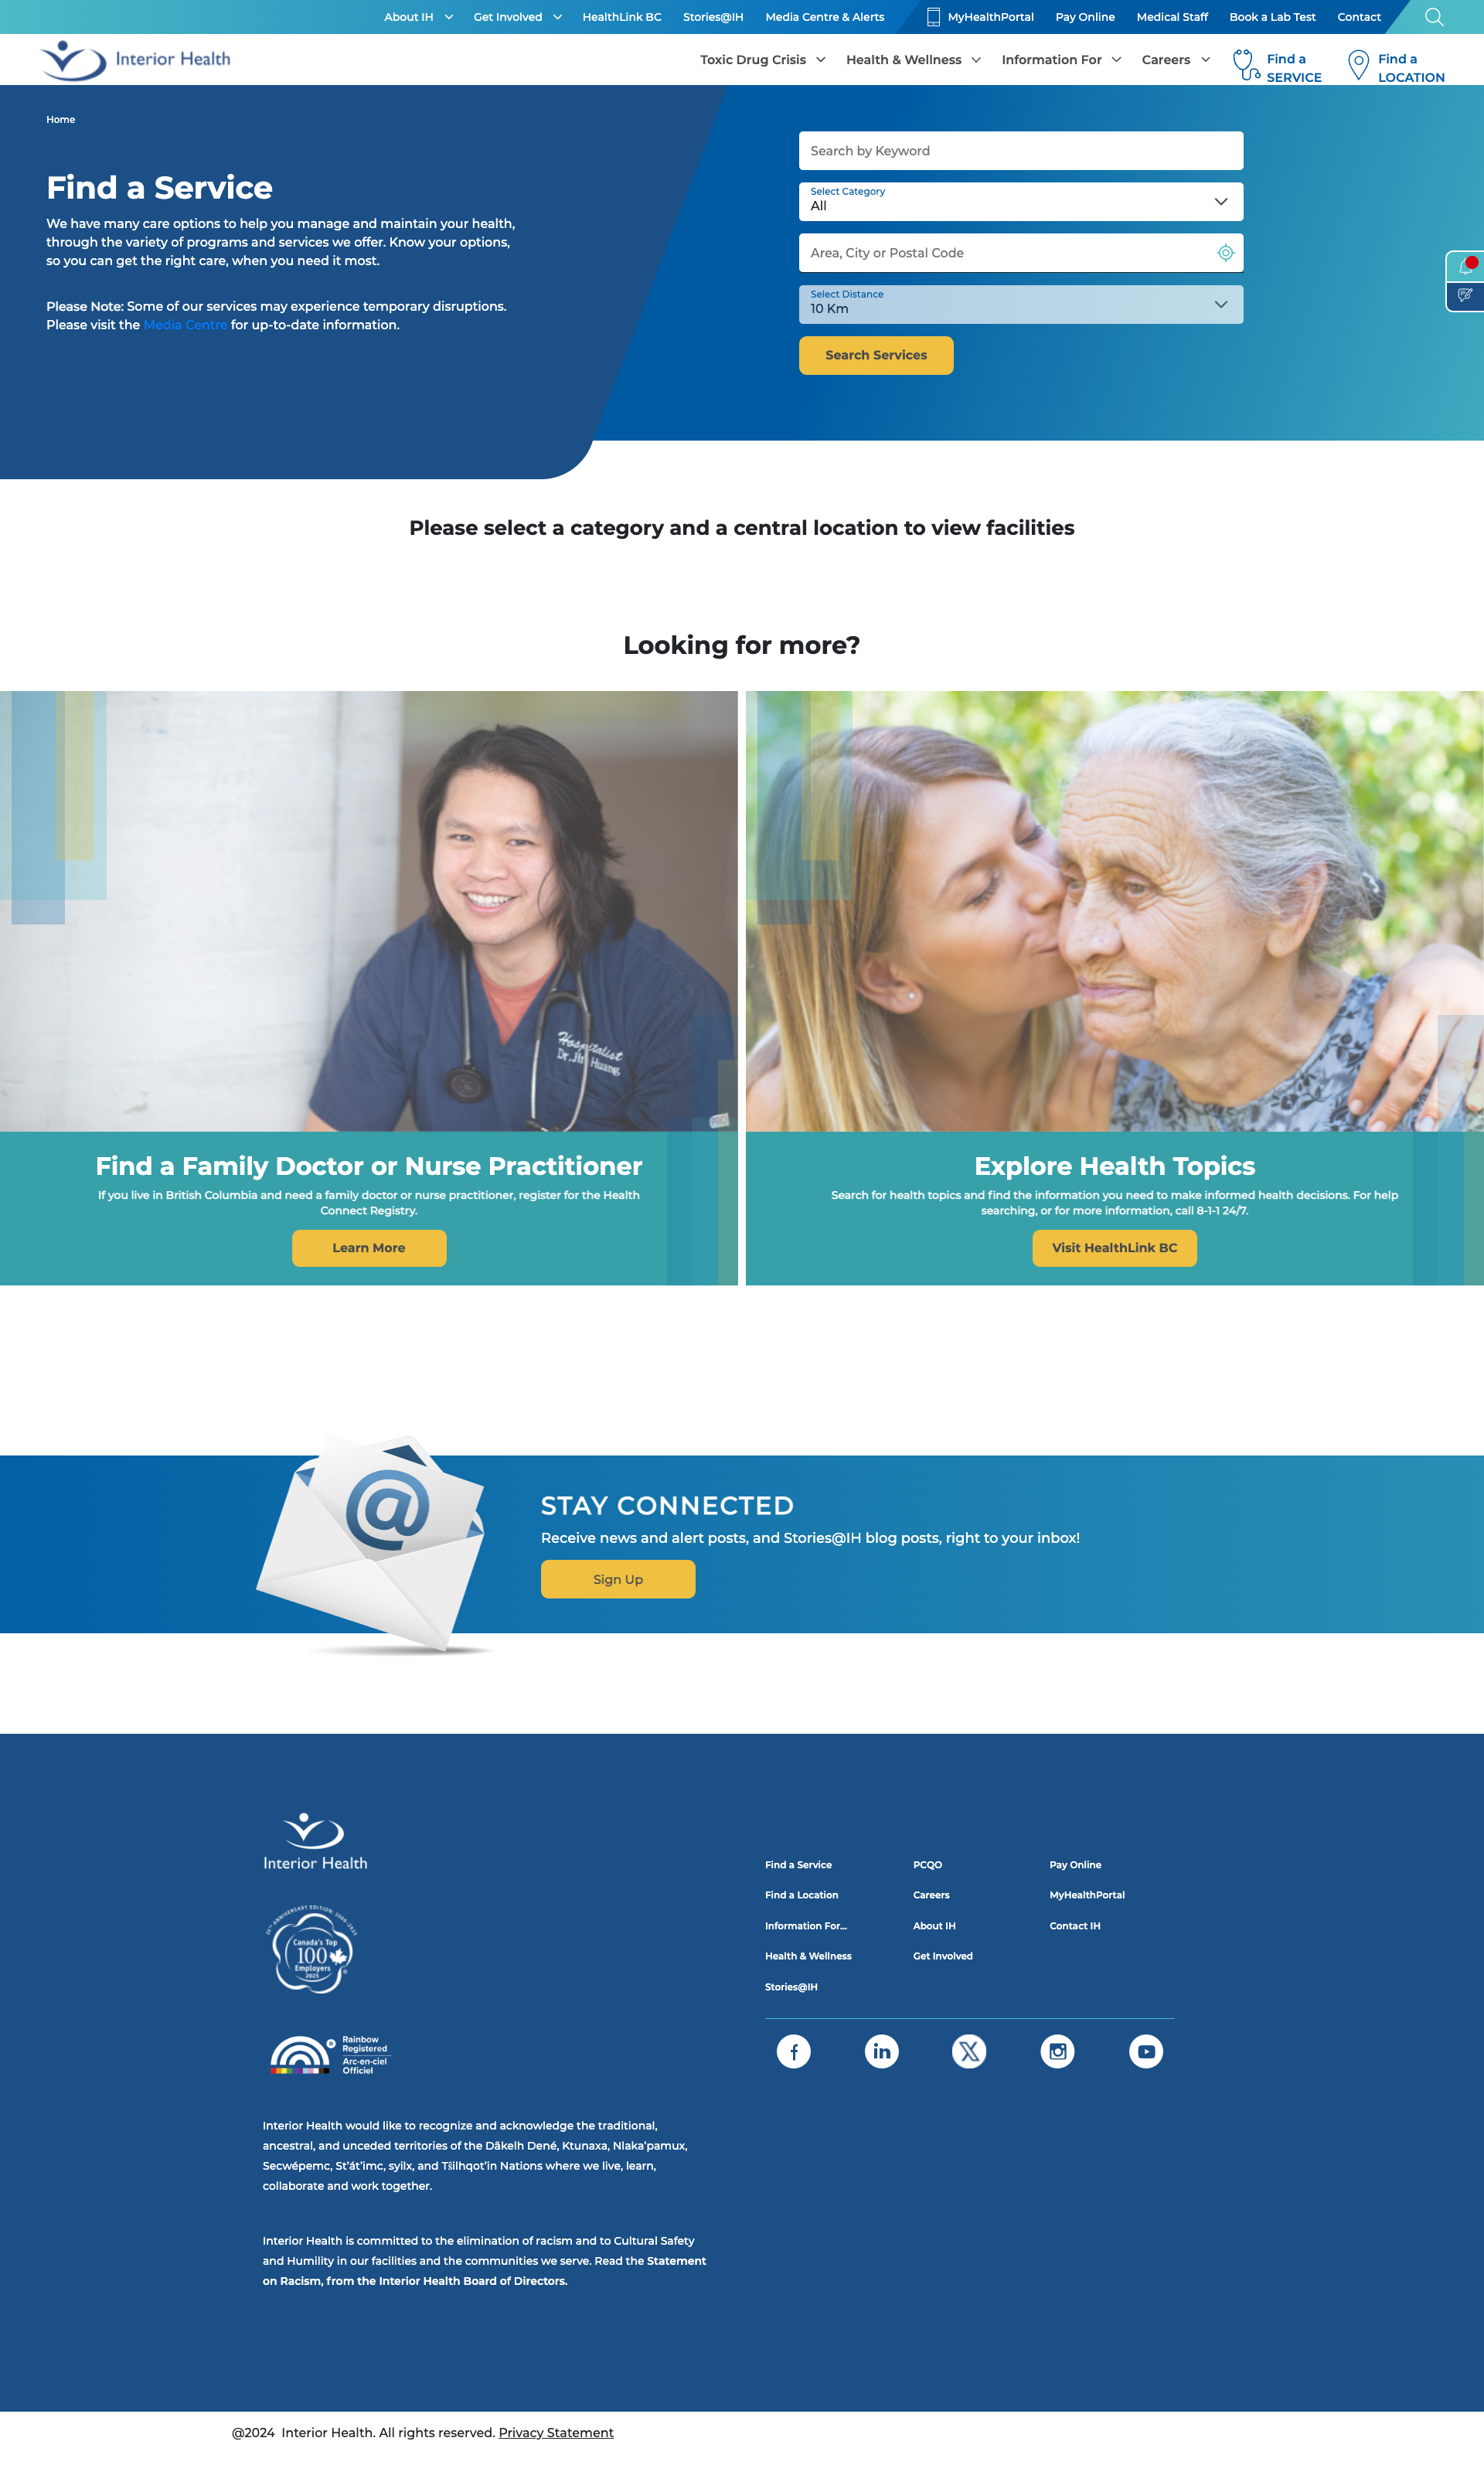 About IH
Get Involved
HealthLink BC
Stories@IH
Media Centre & Alerts
MyHealthPortal
Pay Online
Medical Staff
Book a Lab Test
Contact
Interior Health
Toxic Drug Crisis
Health & Wellness
Information For
Careers
Find a
SERVICE
Find a
LOCATION
Home
Find a Service
We have many care options to help you manage and maintain your health,
through the variety of programs and services we offer. Know your options,
so you can get the right care, when you need it most.
Please Note: Some of our services may experience temporary disruptions.
Please visit the Media Centre for up-to-date information.
Search by Keyword
Select Category
All
Area, City or Postal Code
Select Distance
10 Km
Search Services
Please select a category and a central location to view facilities
Looking for more?
Hospitalist
Dr. Jin Huang
Find a Family Doctor or Nurse Practitioner
If you live in British Columbia and need a family doctor or nurse practitioner, register for the Health
Connect Registry.
Learn More
Explore Health Topics
Search for health topics and find the information you need to make informed health decisions. For help
searching, or for more information, call 8-1-1 24/7.
Visit HealthLink BC
@
STAY CONNECTED
Receive news and alert posts, and Stories@IH blog posts, right to your inbox!
Sign Up
Interior Health
25TH ANNIVERSARY EDITION: 2000-2025
Canada's Top
100
Employers
2025
Rainbow
Registered
Arc-en-ciel
Officiel
Find a Service
Find a Location
Information For...
Health & Wellness
Stories@IH
PCQO
Careers
About IH
Get Involved
Pay Online
MyHealthPortal
Contact IH
Interior Health would like to recognize and acknowledge the traditional,
ancestral, and unceded territories of the Dãkelh Dené, Ktunaxa, Nlaka'pamux,
Secwépemc, St'át'imc, syilx, and Tŝilhqot'in Nations where we live, learn,
collaborate and work together.
Interior Health is committed to the elimination of racism and to Cultural Safety
and Humility in our facilities and the communities we serve. Read the Statement
on Racism, from the Interior Health Board of Directors.
@2024 Interior Health. All rights reserved. Privacy Statement